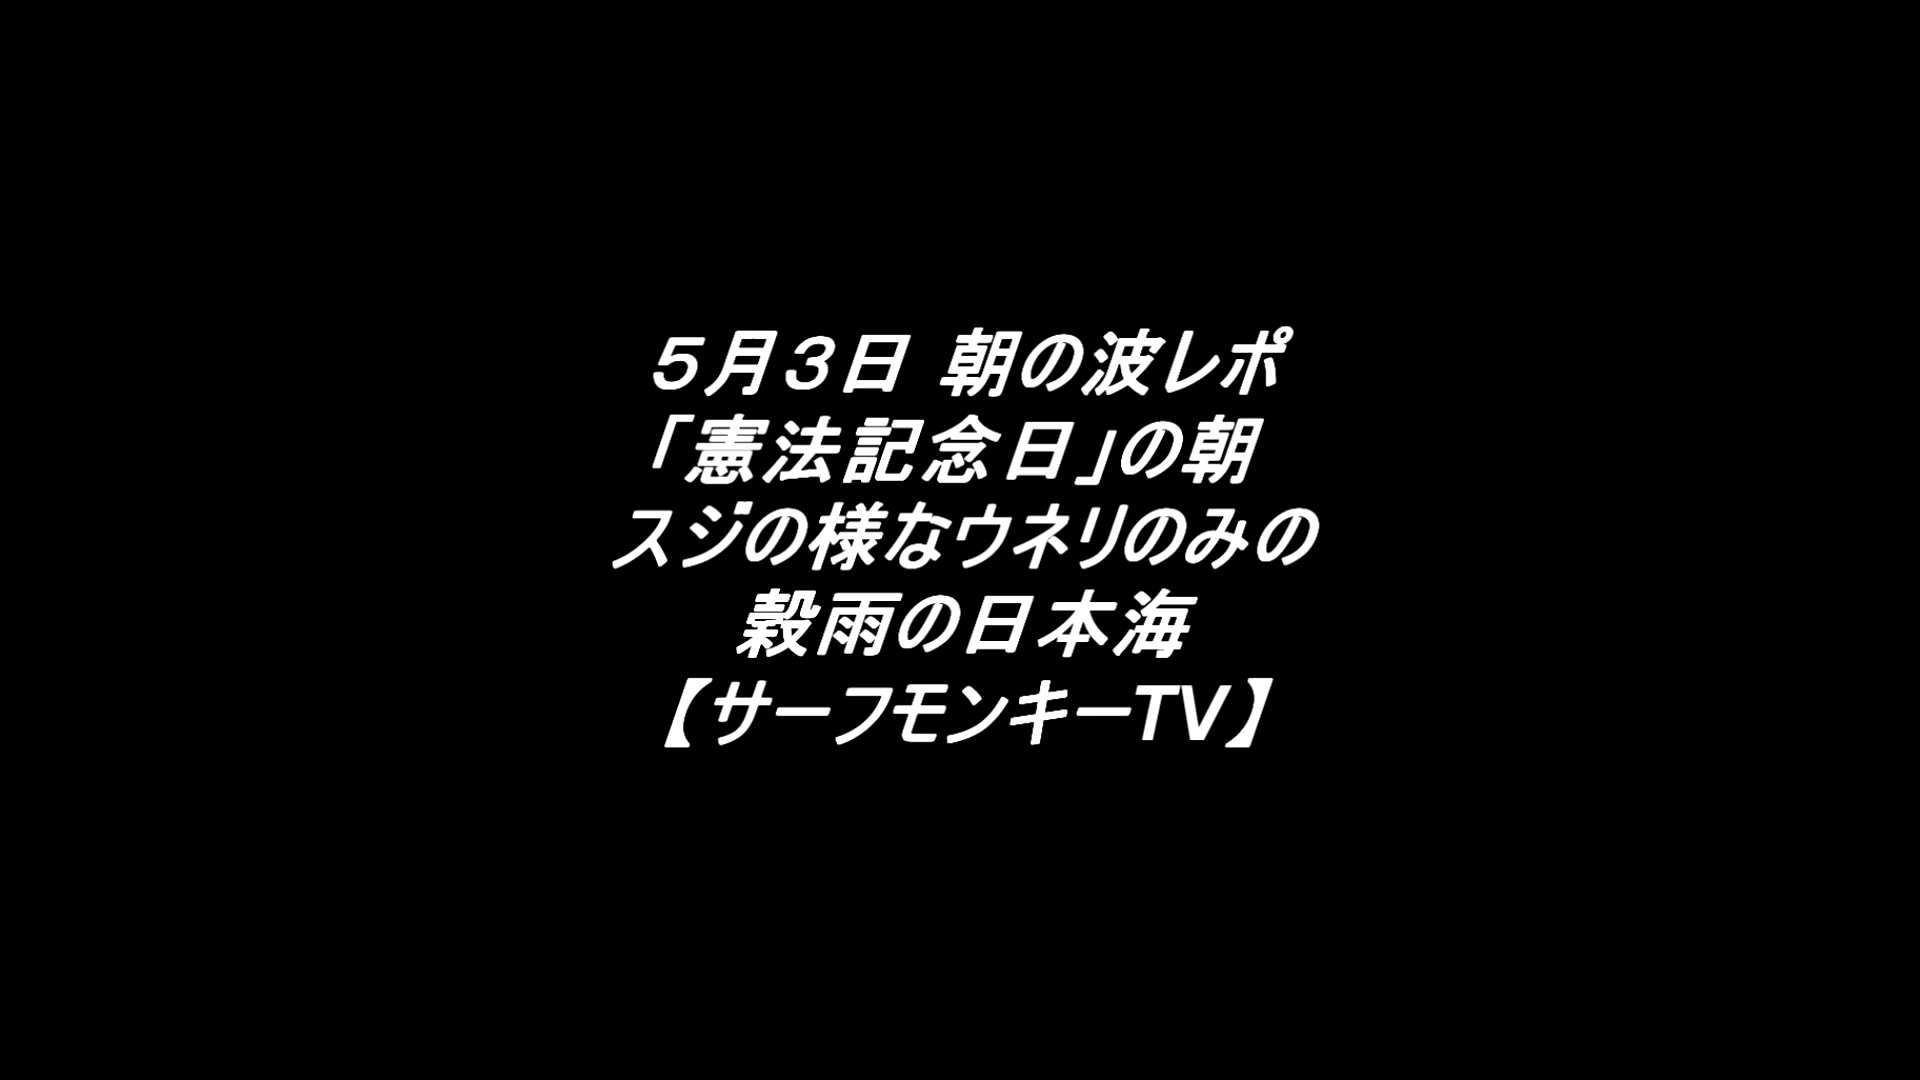 ５月３日 朝の波レポ
「憲法記念日」の朝
スジの様なウネリのみの
穀雨の日本海
【サーフモンキーTV】